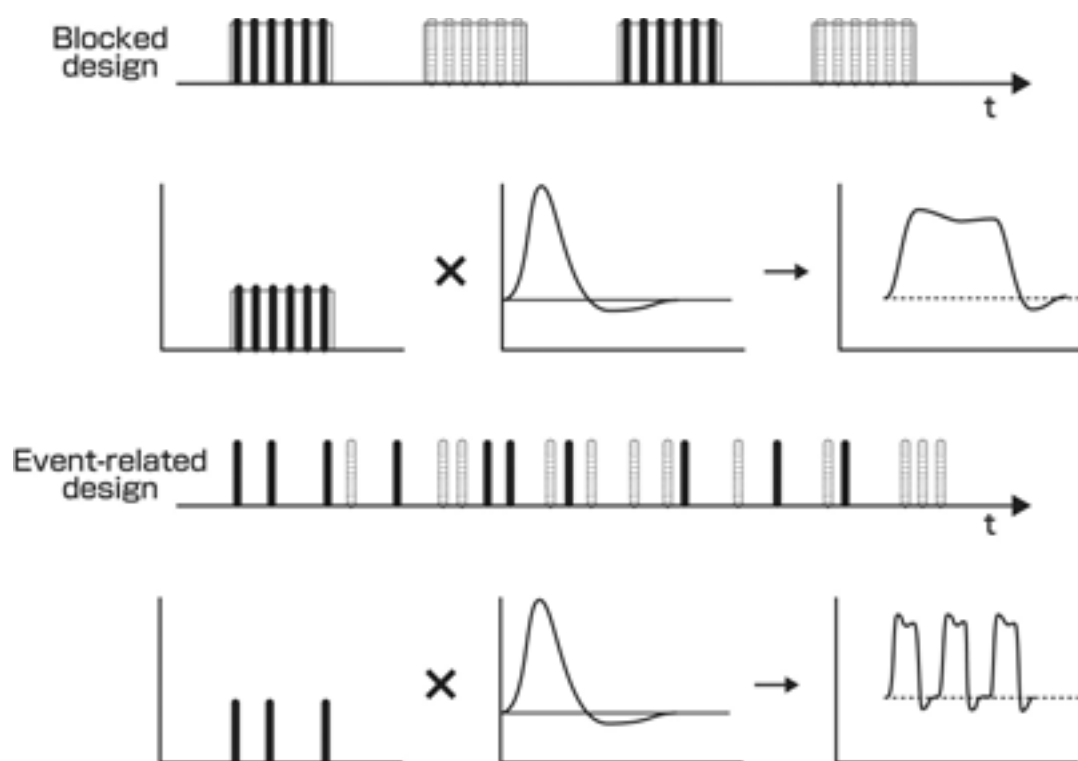 Blocked
design
t
×
→
Event-related
design
t
×
→